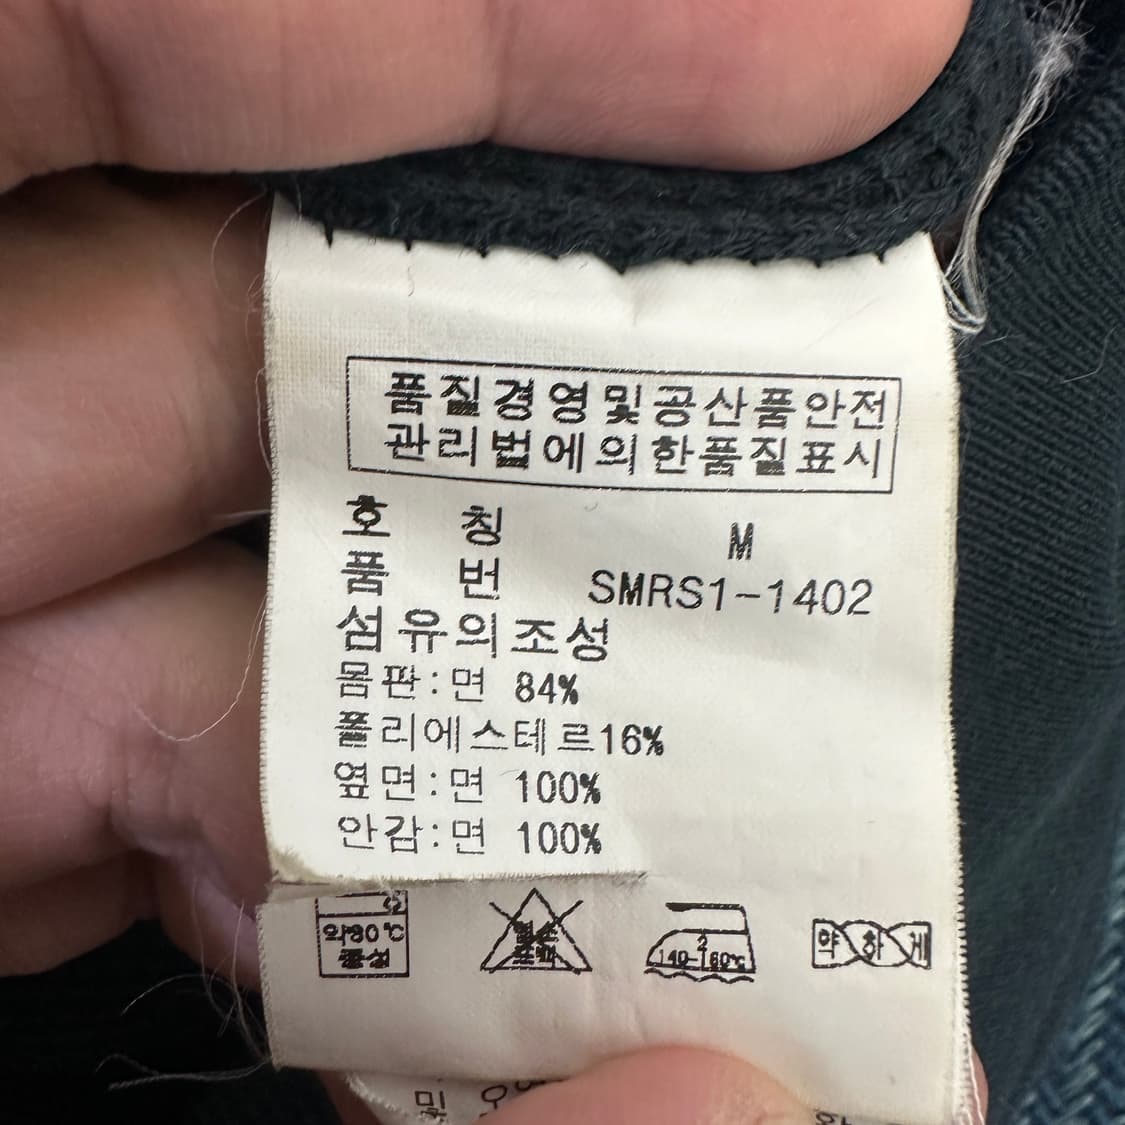 품질경영및공산품안전
관리법에의한품질표시
호 칭 M
품 번 SMRS1-1402
섬유의조성
몸판:면 84%
폴리에스테르16%
옆면:면 100%
안감:면 100%
약30℃
중성
2
140-160℃
약하게